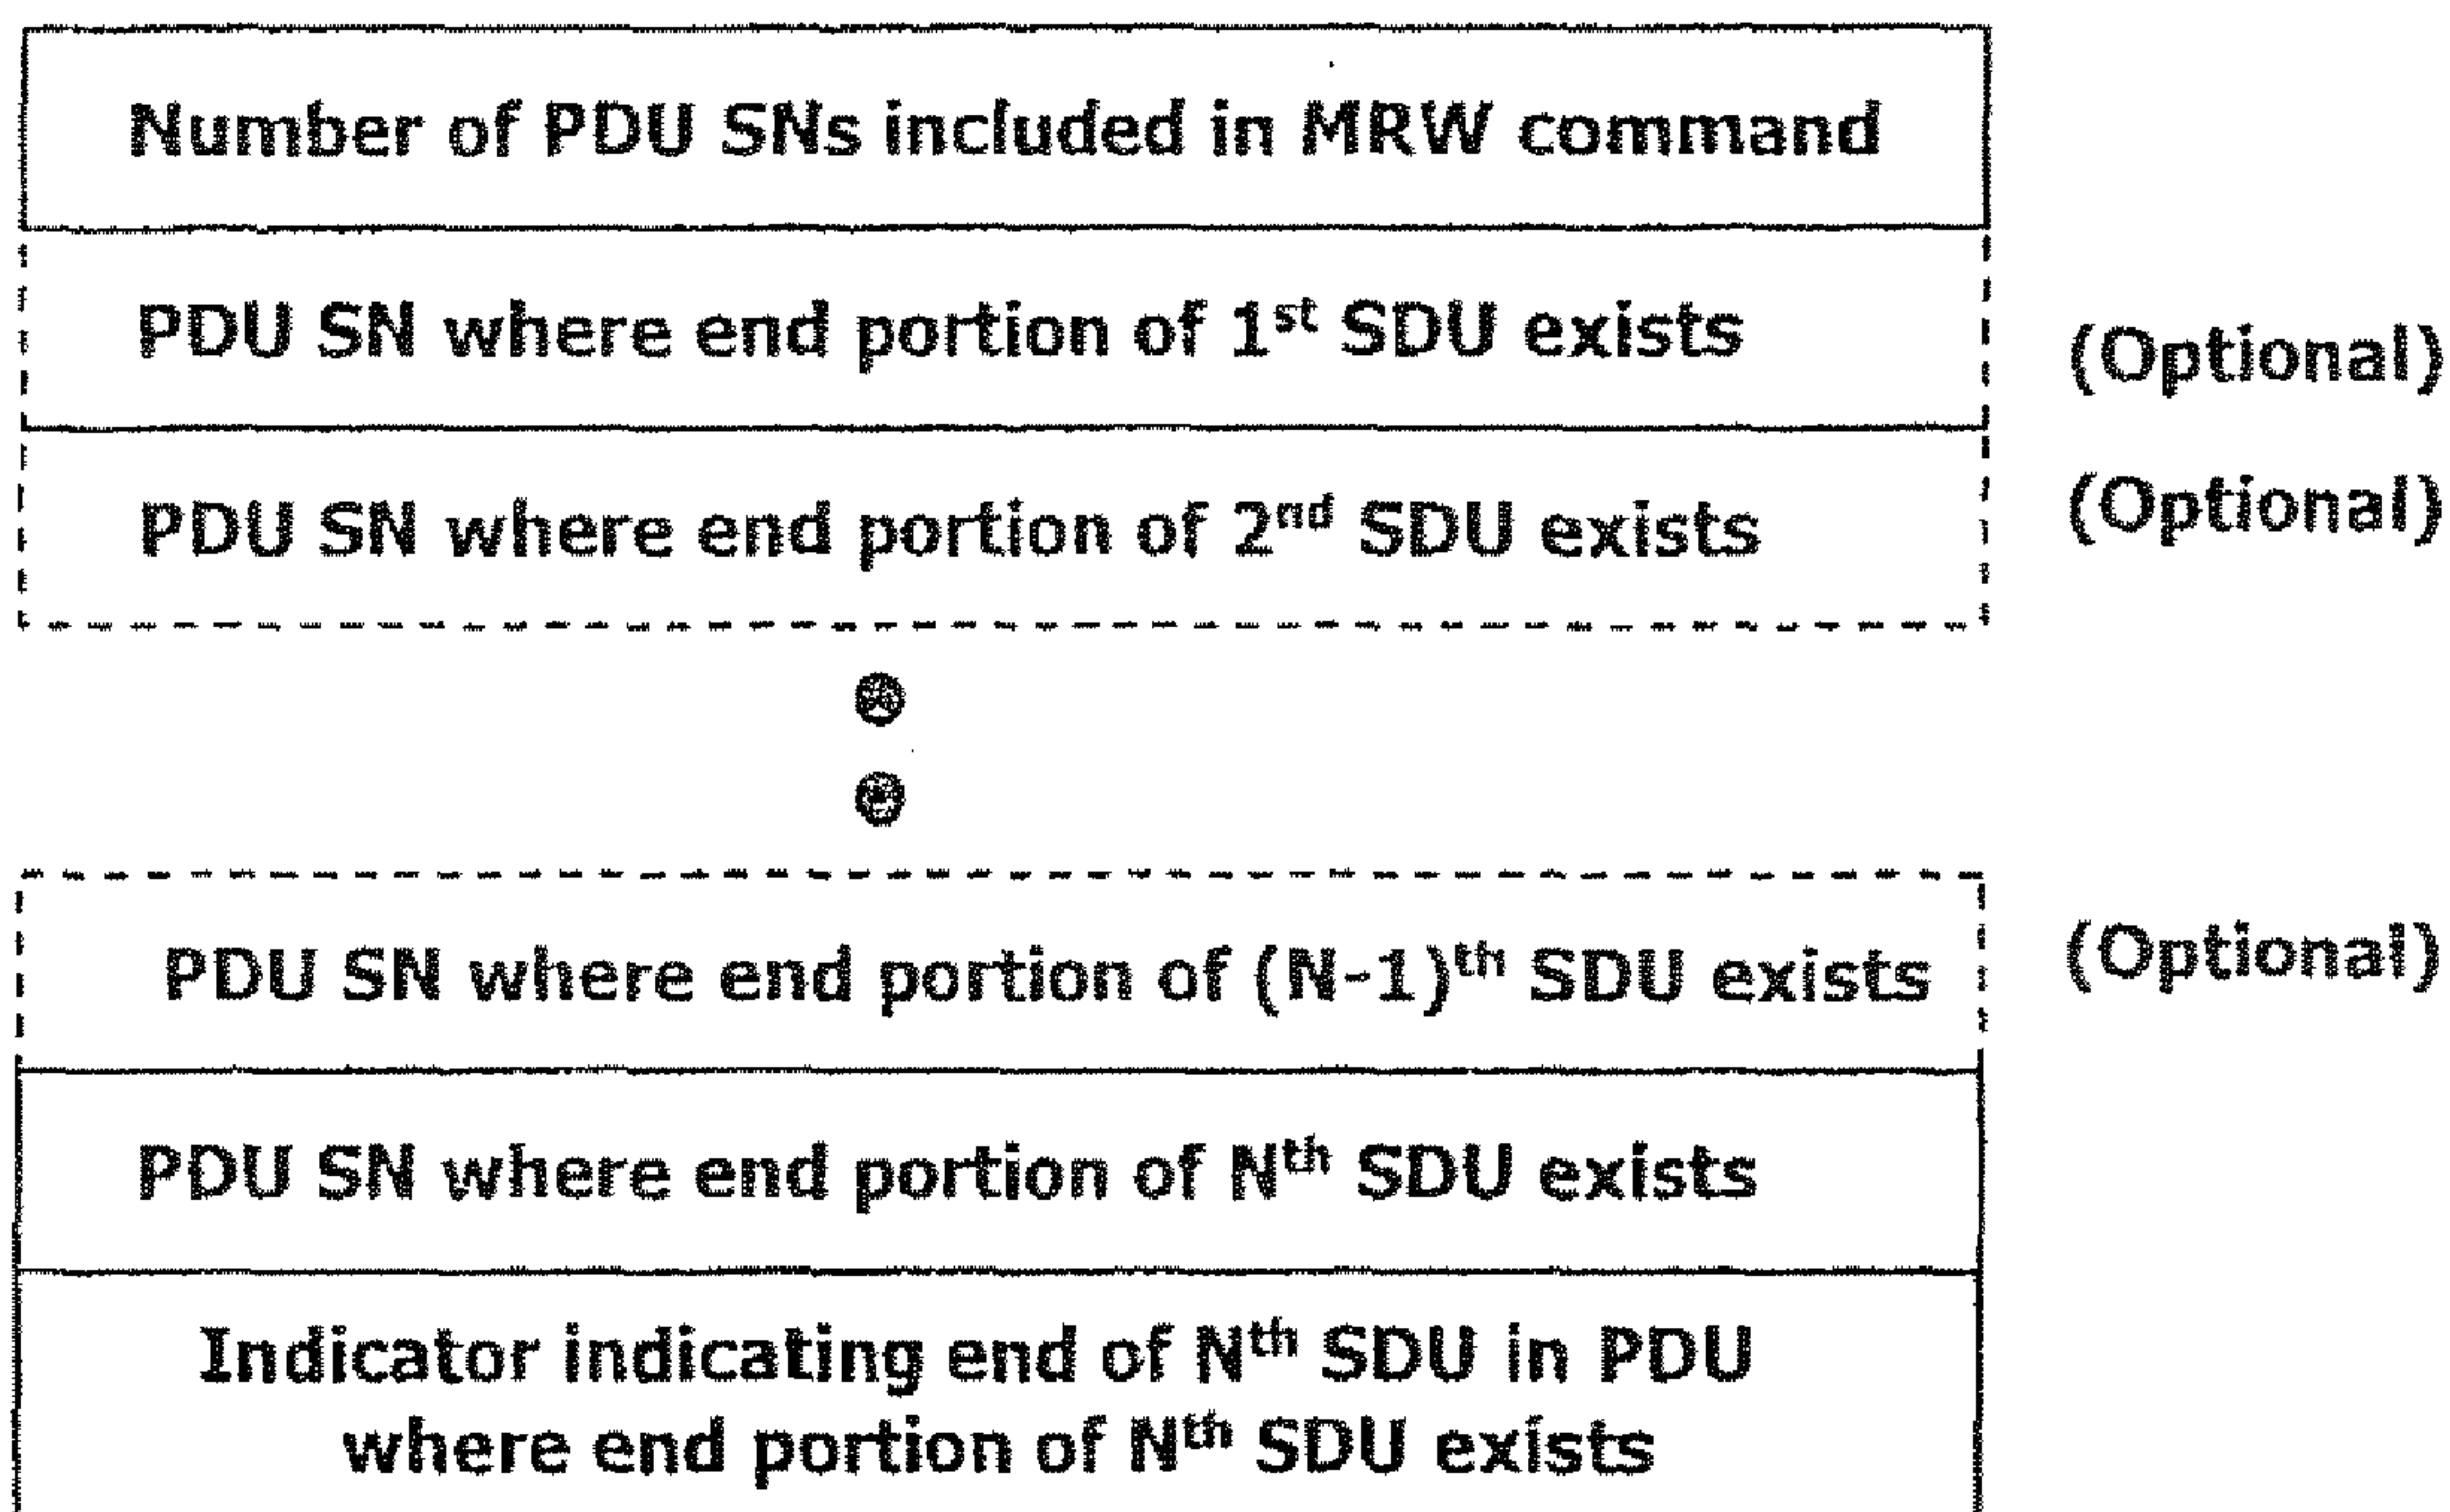 Number of PDU SNs included in MRW command
PDU SN where end portion of 1st SDU exists
(Optional)
PDU SN where end portion of 2nd SDU exists
(Optional)
PDU SN where end portion of (N-1)th SDU exists
(Optional)
PDU SN where end portion of Nth SDU exists
Indicator indicating end of Nth SDU in PDU
where end portion of Nth SDU exists